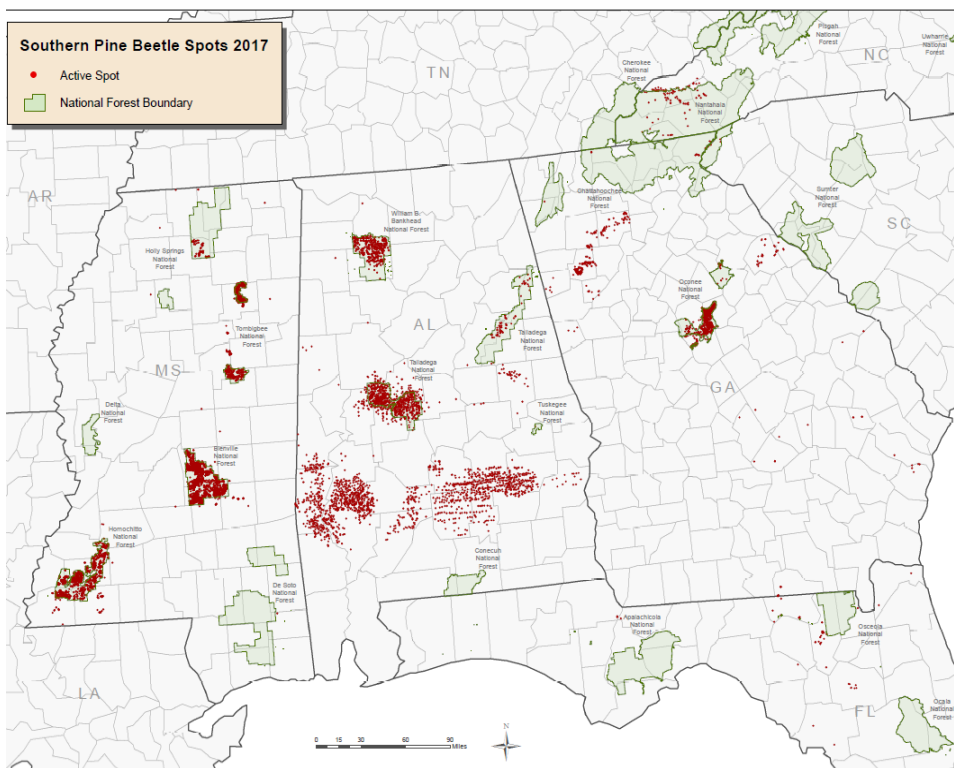 Southern Pine Beetle Spots 2017
Active Spot
National Forest Boundary
TN
NC
AR
SC
MS
AL
GA
LA
FL
Pisgah
National
Forest
Uwharrie
National
Forest
Cherokee
National
Forest
Nantahala
National
Forest
Chattahoochee
National
Forest
Sumter
National
Forest
William B.
Bankhead
National Forest
Holly Springs
National
Forest
Oconee
National
Forest
Tombigbee
National
Forest
Talladega
National
Forest
Talladega
National
Forest
Delta
National
Forest
Tuskegee
National
Forest
Bienville
National
Forest
Homochitto
National
Forest
Conecuh
National
Forest
De Soto
National
Forest
Apalachicola
National
Forest
Osceola
National
Forest
Ocala
National
Forest
0 15 30 60 90
Miles
N